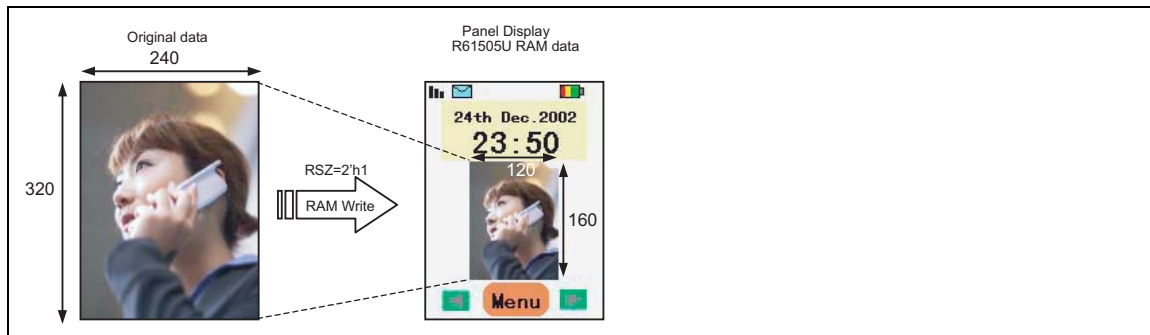 Original data
240
320
RSZ=2'h1
RAM Write
Panel Display
R61505U RAM data
24th Dec.2002
23:50
120
160
Menu